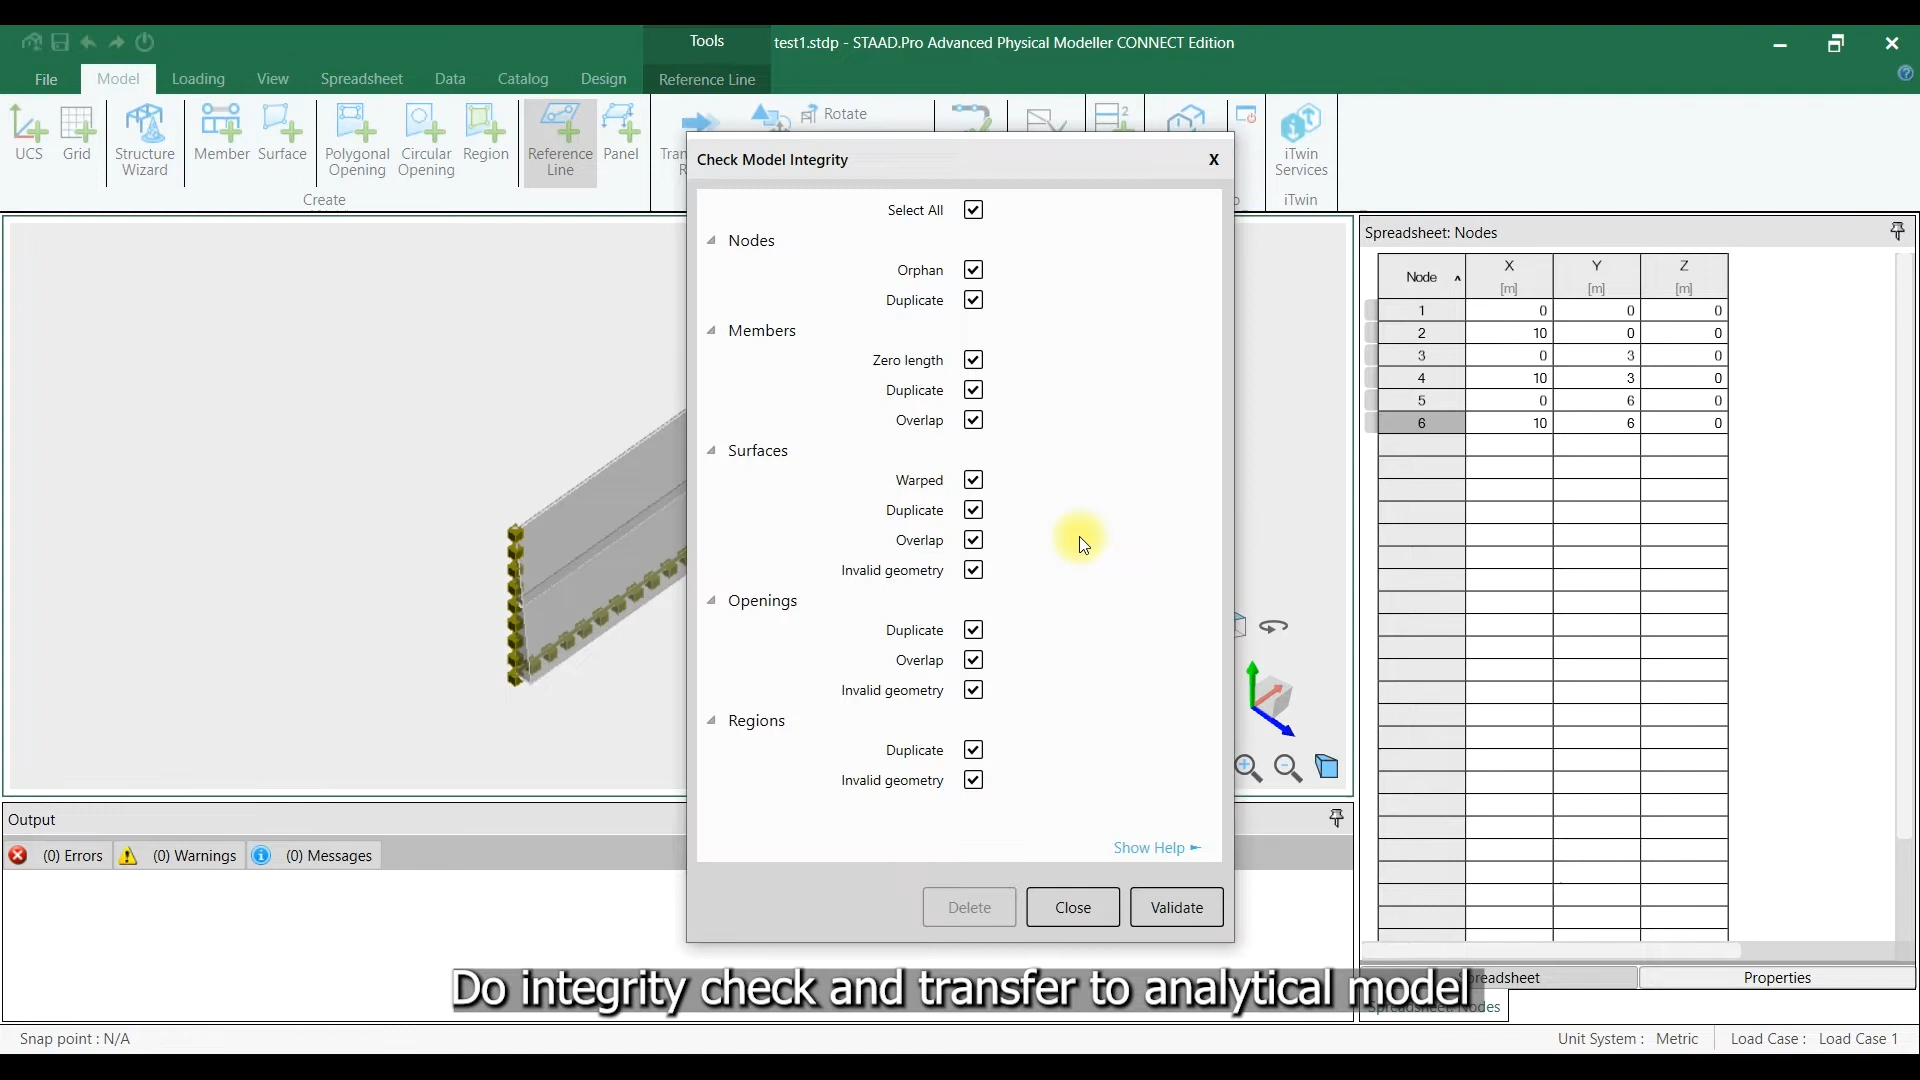 Tools
test1.stdp - STAAD.Pro Advanced Physical Modeller CONNECT Edition
File Model Loading View Spreadsheet Data Catalog Design Reference Line
UCS Grid Structure Wizard Member Surface Polygonal Opening Circular Opening Region Reference Line Panel
Rotate
iTwin Services
Create
iTwin
Check Model Integrity X
Select All
Nodes
Orphan
Duplicate
Members
Zero length
Duplicate
Overlap
Surfaces
Warped
Duplicate
Overlap
Invalid geometry
Openings
Duplicate
Overlap
Invalid geometry
Regions
Duplicate
Invalid geometry
Show Help
Delete Close Validate
Spreadsheet: Nodes
Node X Y Z
[m] [m] [m]
1 0 0 0
2 10 0 0
3 0 3 0
4 10 3 0
5 0 6 0
6 10 6 0
Output
(0) Errors (0) Warnings (0) Messages
Properties
Do integrity check and transfer to analytical model
Snap point : N/A
Unit System : Metric Load Case : Load Case 1